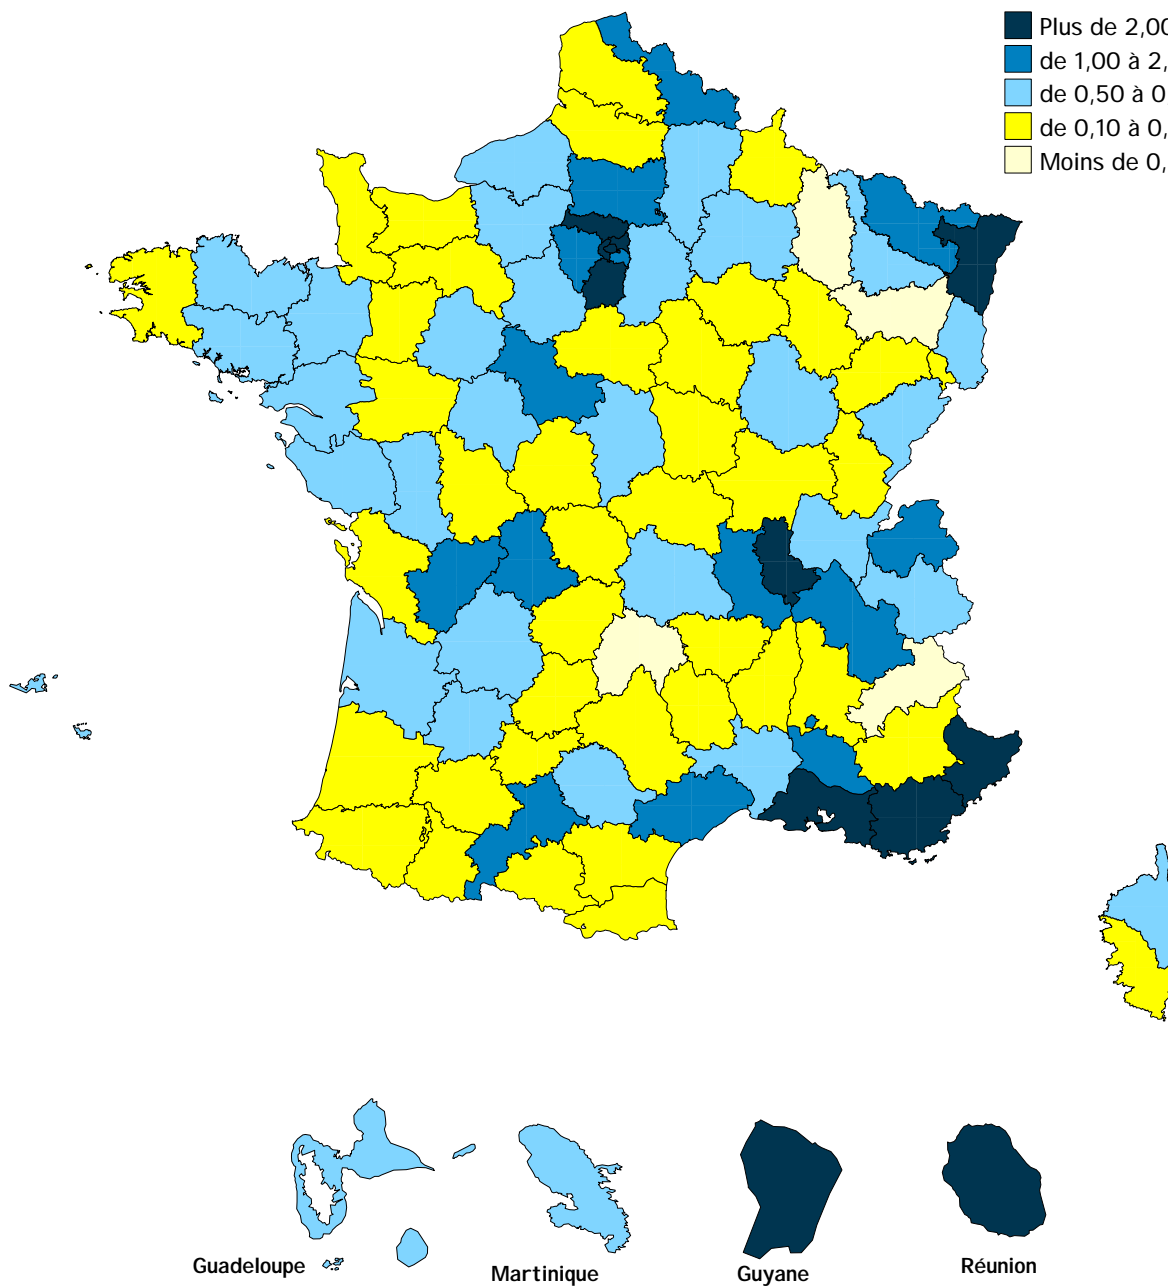 Plus de 2,00
de 1,00 à 2,
de 0,50 à 0
de 0,10 à 0,
Moins de 0,
Guadeloupe
Martinique
Guyane
Réunion